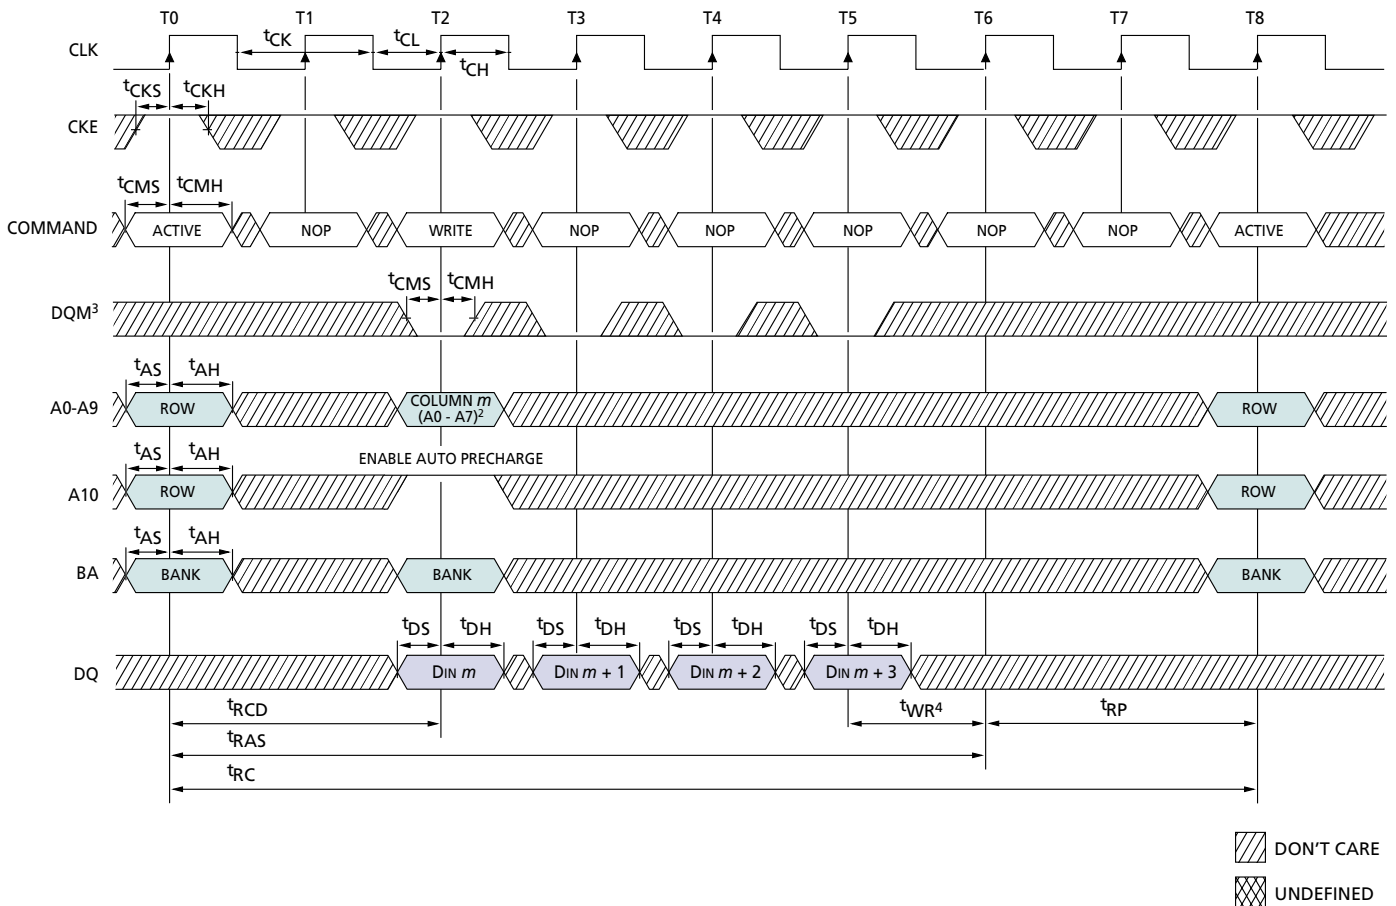 T0 T1 T2 T3 T4 T5 T6 T7 T8
CLK
tCK tCL
tCH
tCKS tCKH
CKE
tCMS tCMH
COMMAND ACTIVE NOP WRITE NOP NOP NOP NOP NOP ACTIVE
tCMS tCMH
DQM3
tAS tAH
A0-A9 ROW COLUMN m (A0 - A7)2 ROW
tAS tAH
ENABLE AUTO PRECHARGE
A10 ROW ROW
tAS tAH
BA BANK BANK BANK
tDS tDH tDS tDH tDS tDH tDS tDH
DQ DIN m DIN m + 1 DIN m + 2 DIN m + 3
tRCD tWR4 tRP
tRAS
tRC
DON'T CARE
UNDEFINED